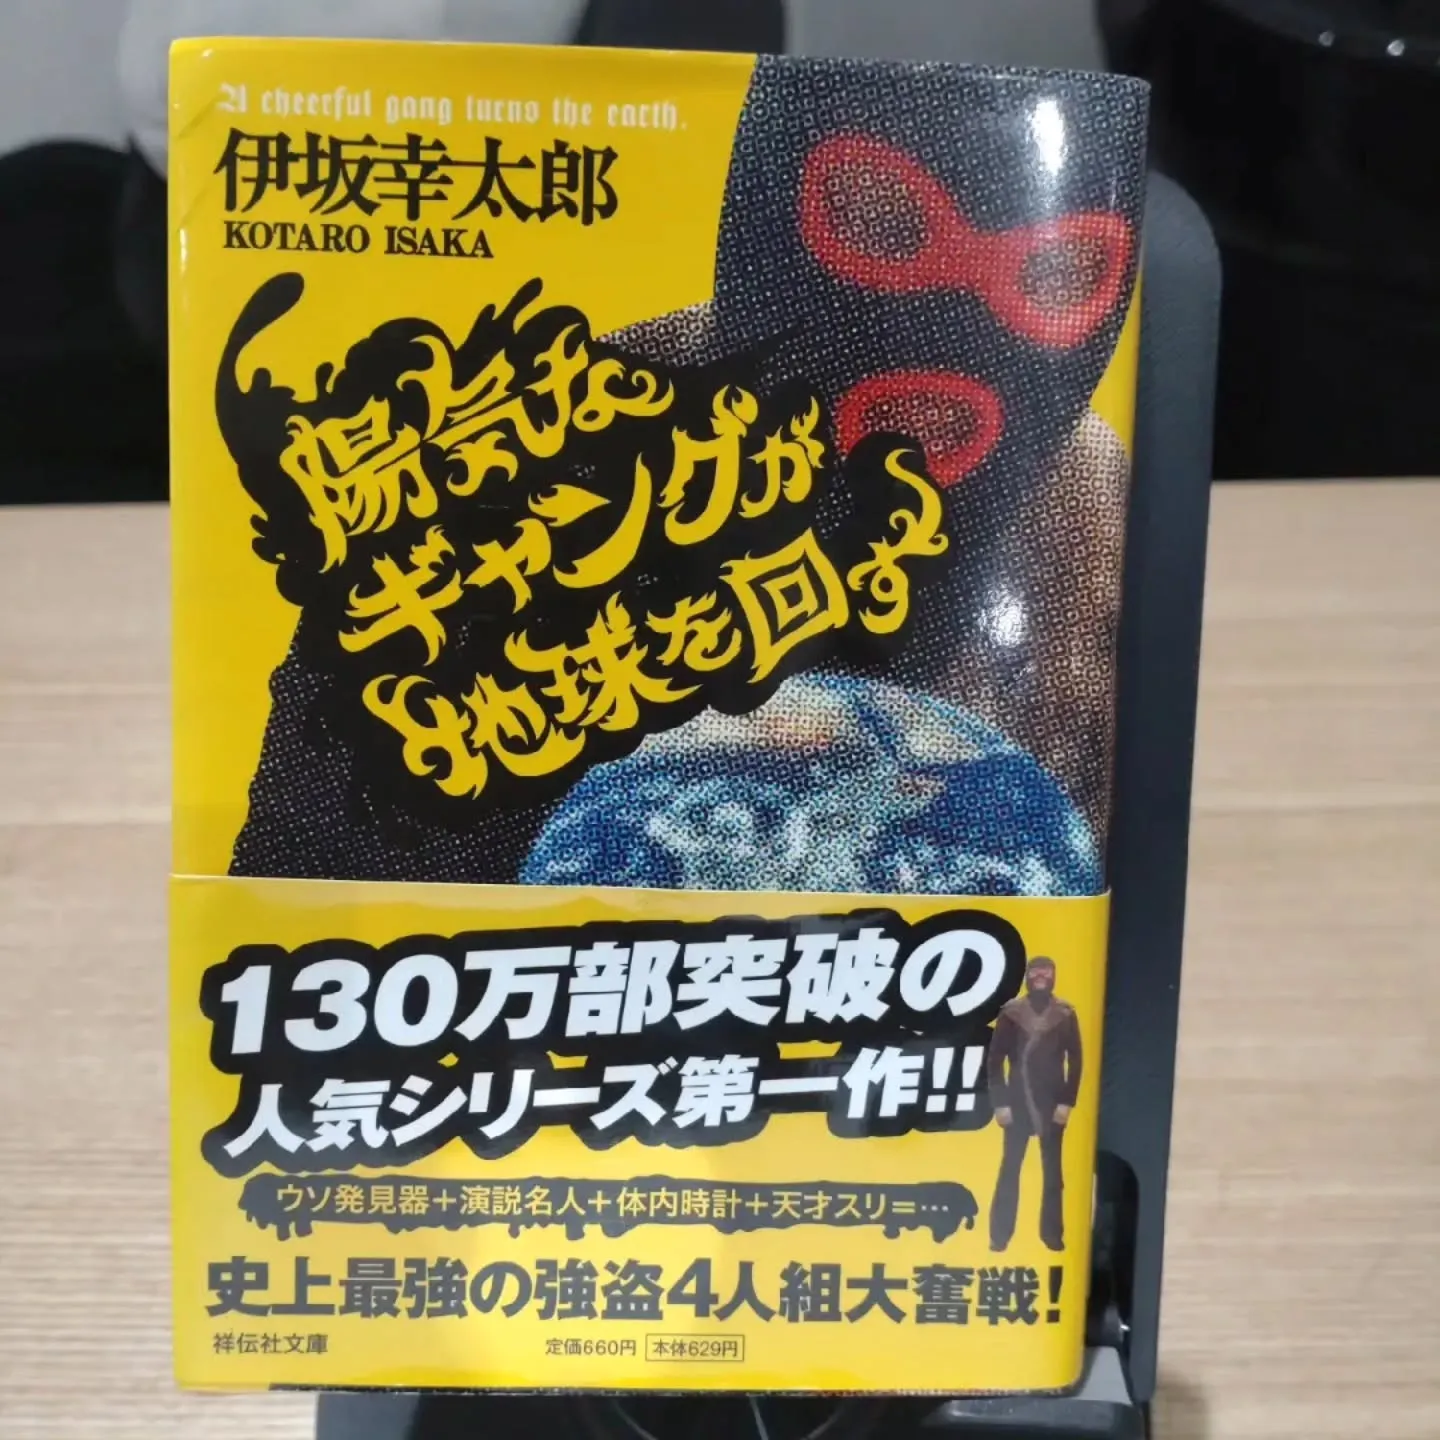 A cheerful gang turns the earth.
伊坂幸太郎
KOTARO ISAKA
陽気な
ギャングが
地球を回す
130万部突破の
人気シリーズ第一作!!
ウソ発見器+演説名人+体内時計+天才スリ=…
史上最強の強盗4人組大奮戦!
祥伝社文庫 定価660円 本体629円